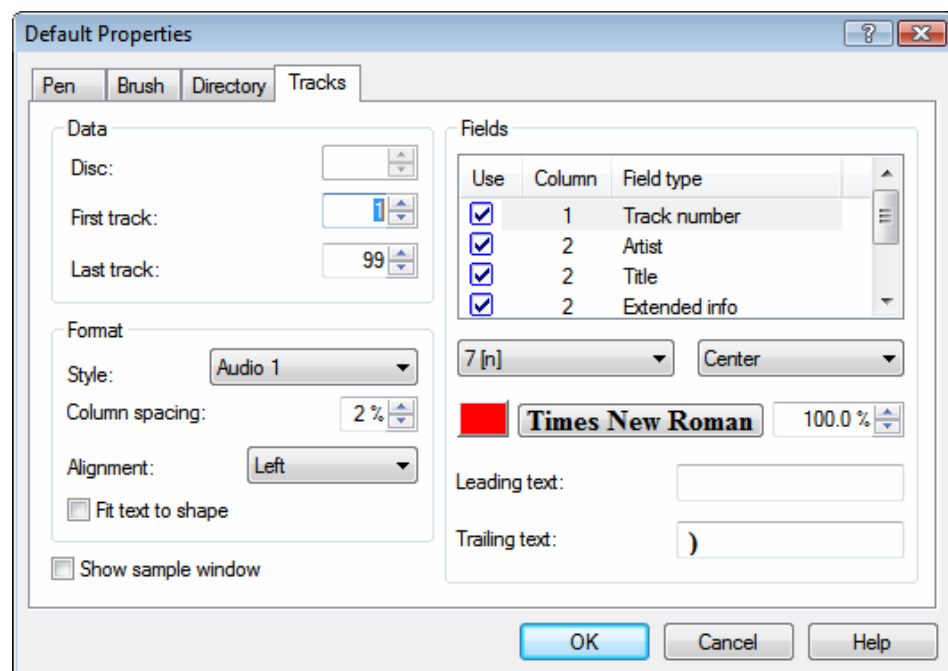 Default Properties
Pen Brush Directory Tracks
Data
Disc:
First track: 1
Last track: 99
Format
Style: Audio 1
Column spacing: 2 %
Alignment: Left
Fit text to shape
Show sample window
Fields
Use Column Field type
1 Track number
2 Artist
2 Title
2 Extended info
7 [n] Center
Times New Roman 100.0 %
Leading text:
Trailing text: )
OK Cancel Help